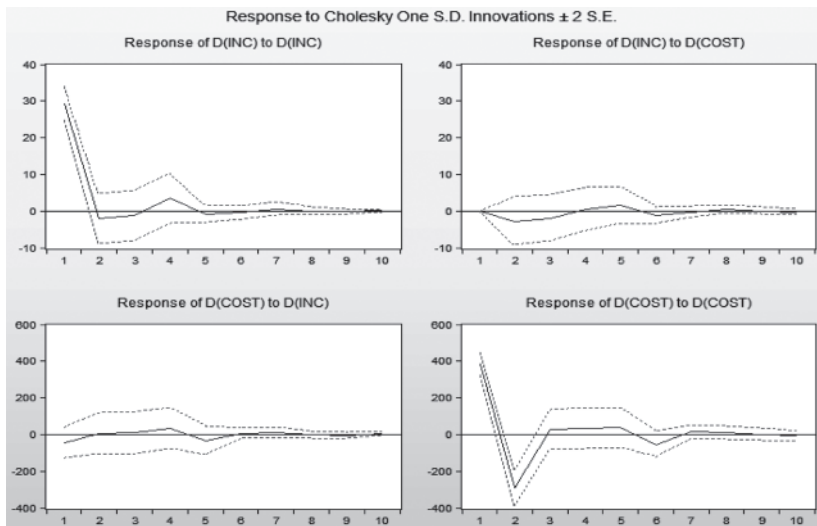 Response to Cholesky One S.D. Innovations ± 2 S.E.
Response of D(INC) to D(INC)
40
30
20
10
0
-10
1 2 3 4 5 6 7 8 9 10
Response of D(INC) to D(COST)
40
30
20
10
0
-10
1 2 3 4 5 6 7 8 9 10
Response of D(COST) to D(INC)
600
400
200
0
-200
-400
1 2 3 4 5 6 7 8 9 10
Response of D(COST) to D(COST)
600
400
200
0
-200
-400
1 2 3 4 5 6 7 8 9 10